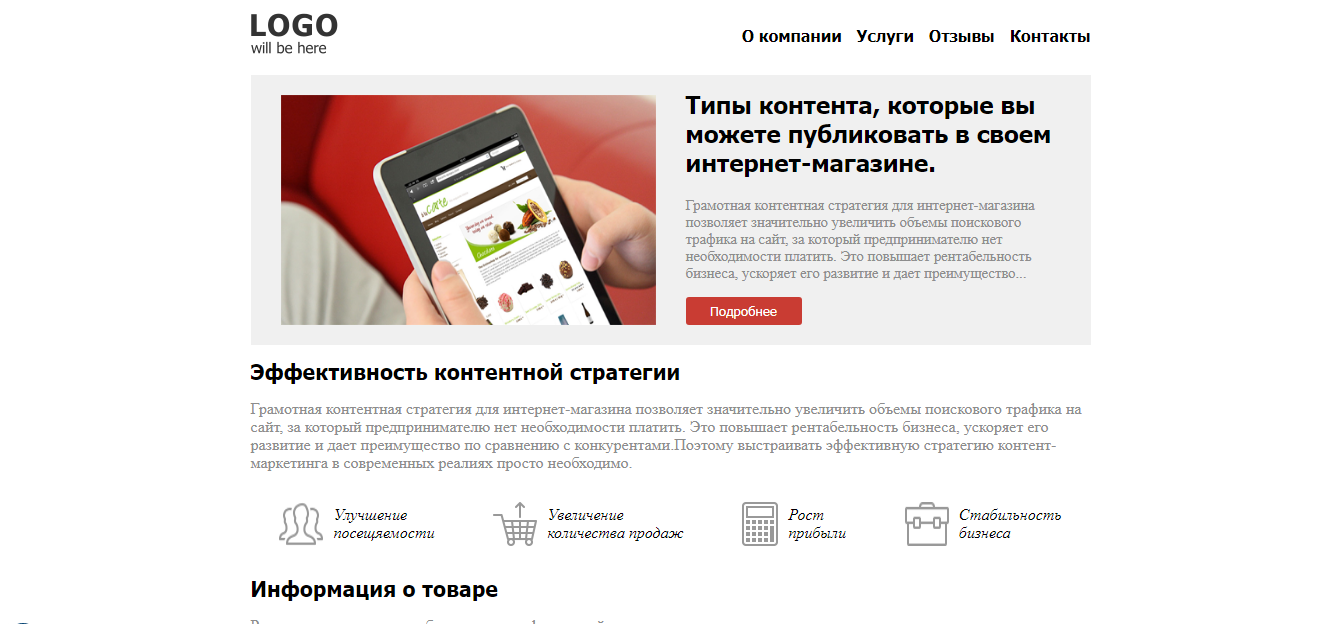 LOGO
will be here
О компании Услуги Отзывы Контакты
Типы контента, которые вы
можете публиковать в своем
интернет-магазине.
Грамотная контентная стратегия для интернет-магазина
позволяет значительно увеличить объемы поискового
трафика на сайт, за который предпринимателю нет
необходимости платить. Это повышает рентабельность
бизнеса, ускоряет его развитие и дает преимущество...
Подробнее
Эффективность контентной стратегии
Грамотная контентная стратегия для интернет-магазина позволяет значительно увеличить объемы поискового трафика на
сайт, за который предпринимателю нет необходимости платить. Это повышает рентабельность бизнеса, ускоряет его
развитие и дает преимущество по сравнению с конкурентами.Поэтому выстраивать эффективную стратегию контент-
маркетинга в современных реалиях просто необходимо.
Улучшение
посещяемости
Увеличение
количества продаж
Рост
прибыли
Стабильность
бизнеса
Информация о товаре